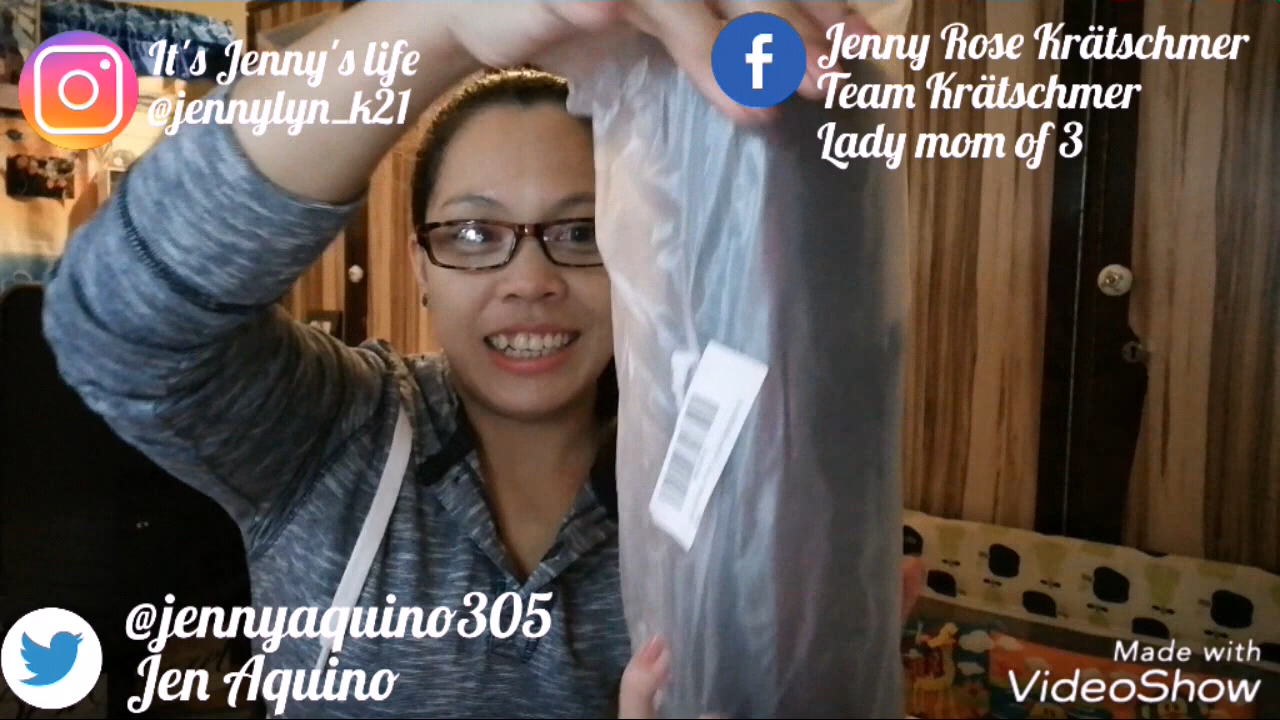 It's Jenny's life
@jennylyn_k21
Jenny Rose Krätschmer
Team Krätschmer
Lady mom of 3
@jennyaquino305
Jen Aquino
Made with
VideoShow